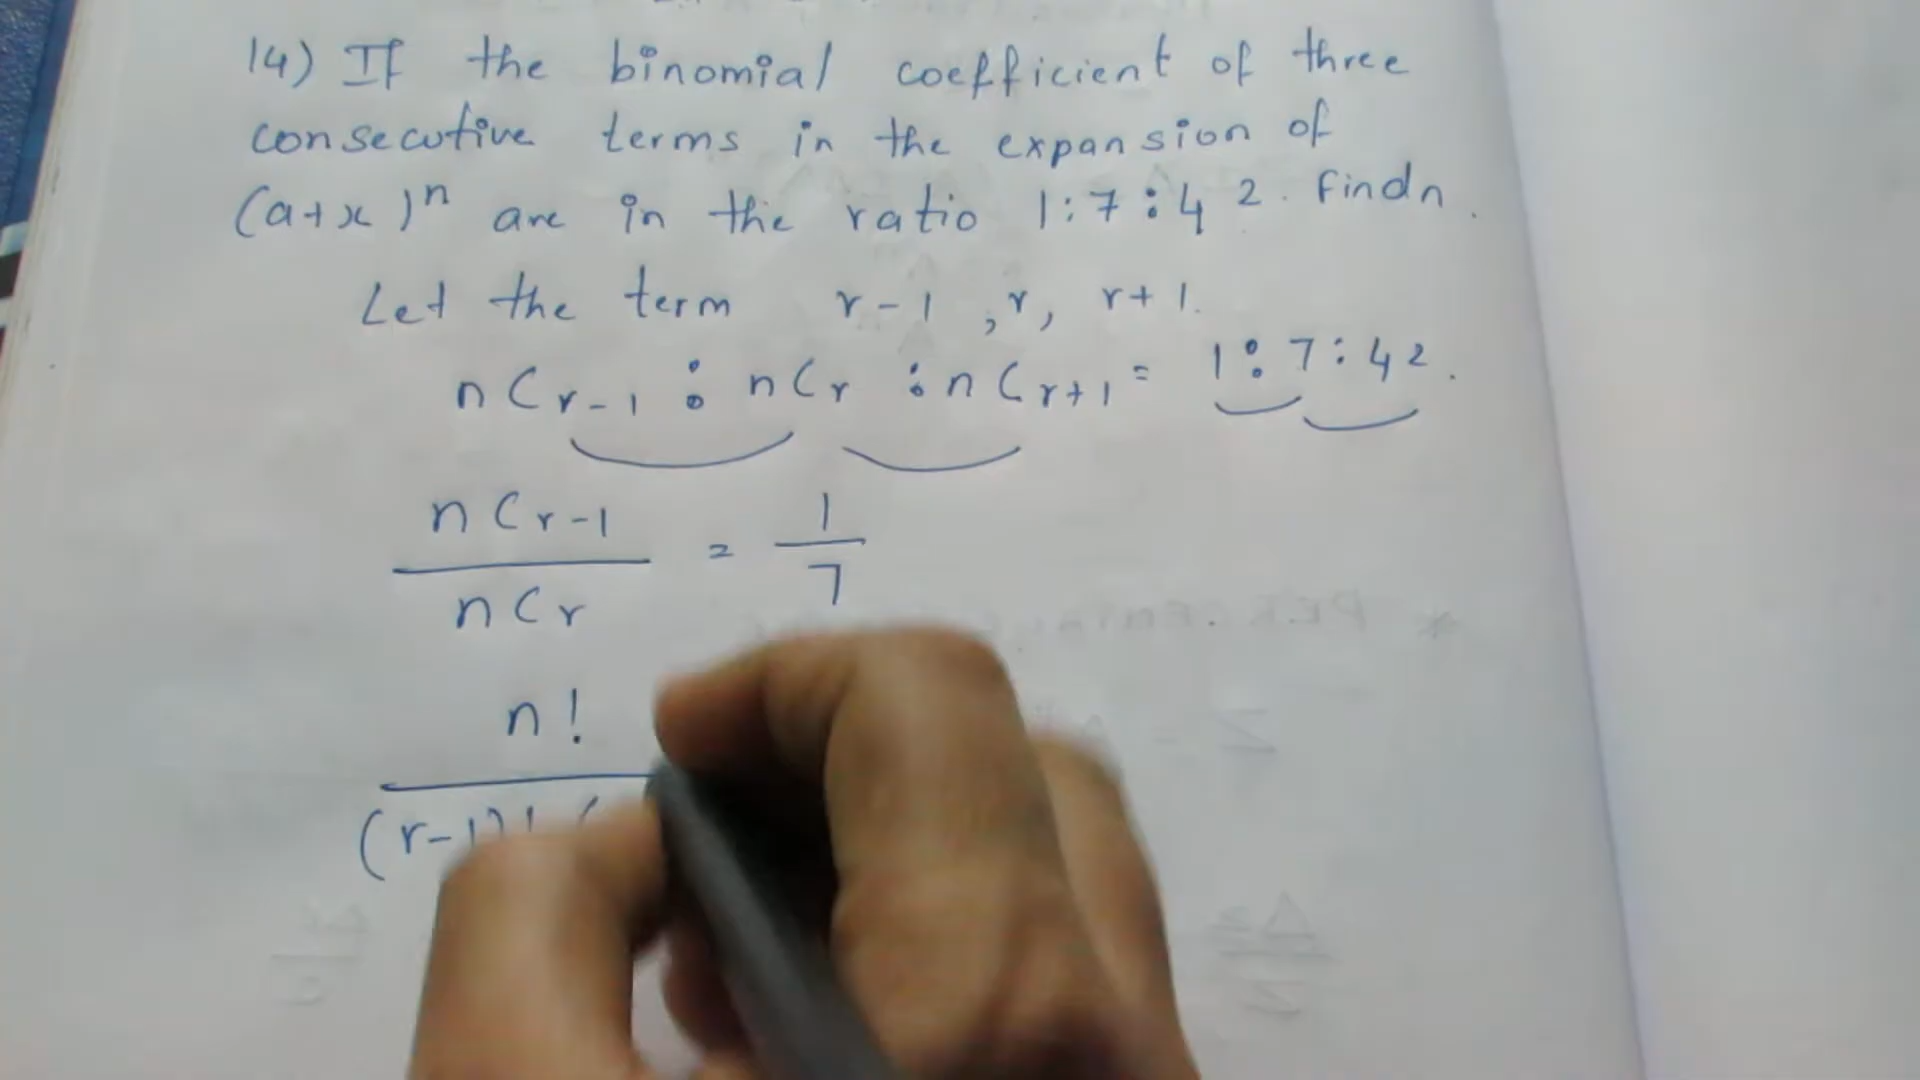 14) If the binomial coefficient of three
consecutive terms in the expansion of
(a+x)ⁿ are in the ratio 1:7:42. Find n.
Let the term r-1, r, r+1.
nCr-1 : nCr : nCr+1 = 1:7:42.
nCr-1 = 1
nCr 7
n!
(r-1)! (